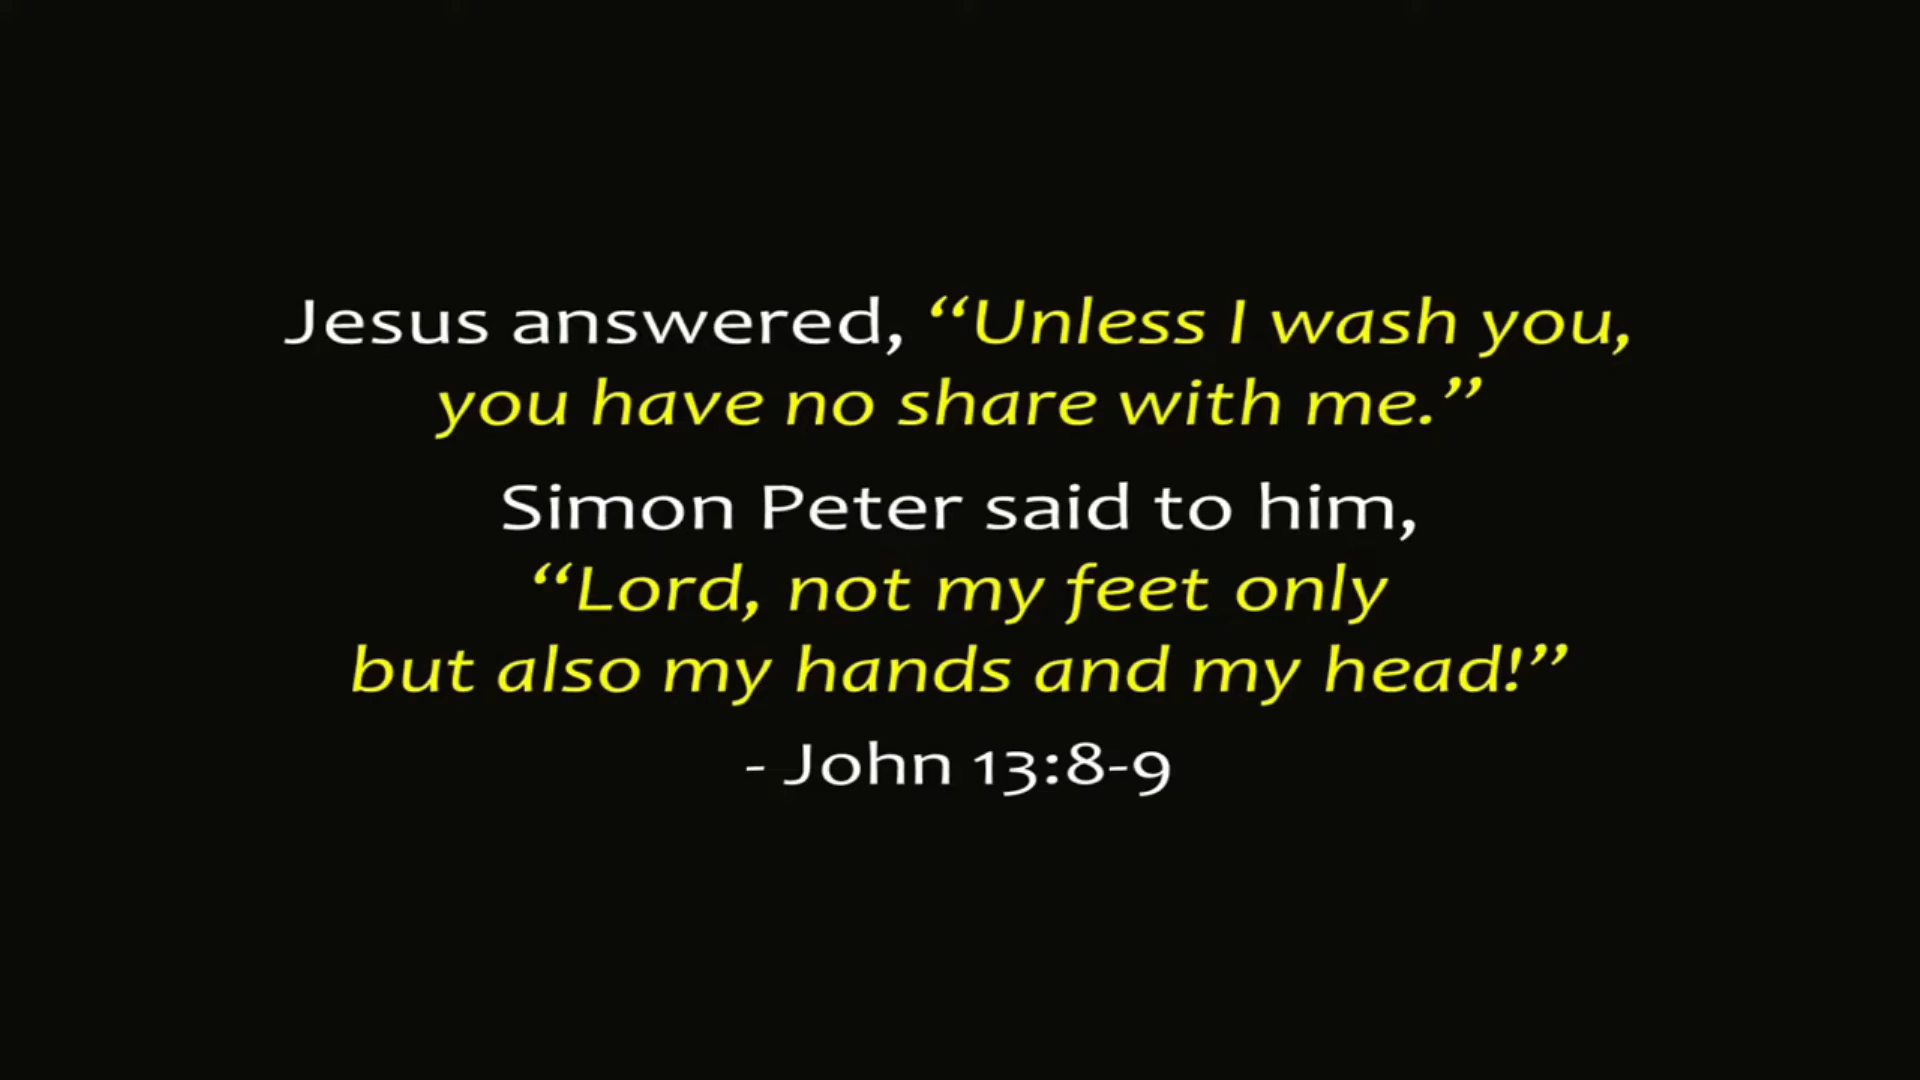 Jesus answered, “Unless I wash you,
you have no share with me.”
Simon Peter said to him,
“Lord, not my feet only
but also my hands and my head!”
- John 13:8-9